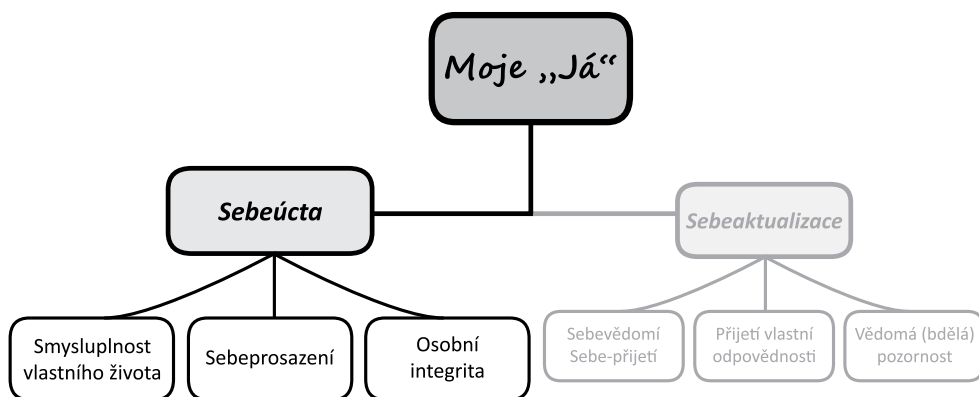 Moje „Já“
Sebeúcta
Sebeaktualizace
Smysluplnost
vlastního života
Sebeprosazení
Osobní
integrita
Sebevědomí
Sebe-přijetí
Přijetí vlastní
odpovědnosti
Vědomá (bdělá)
pozornost